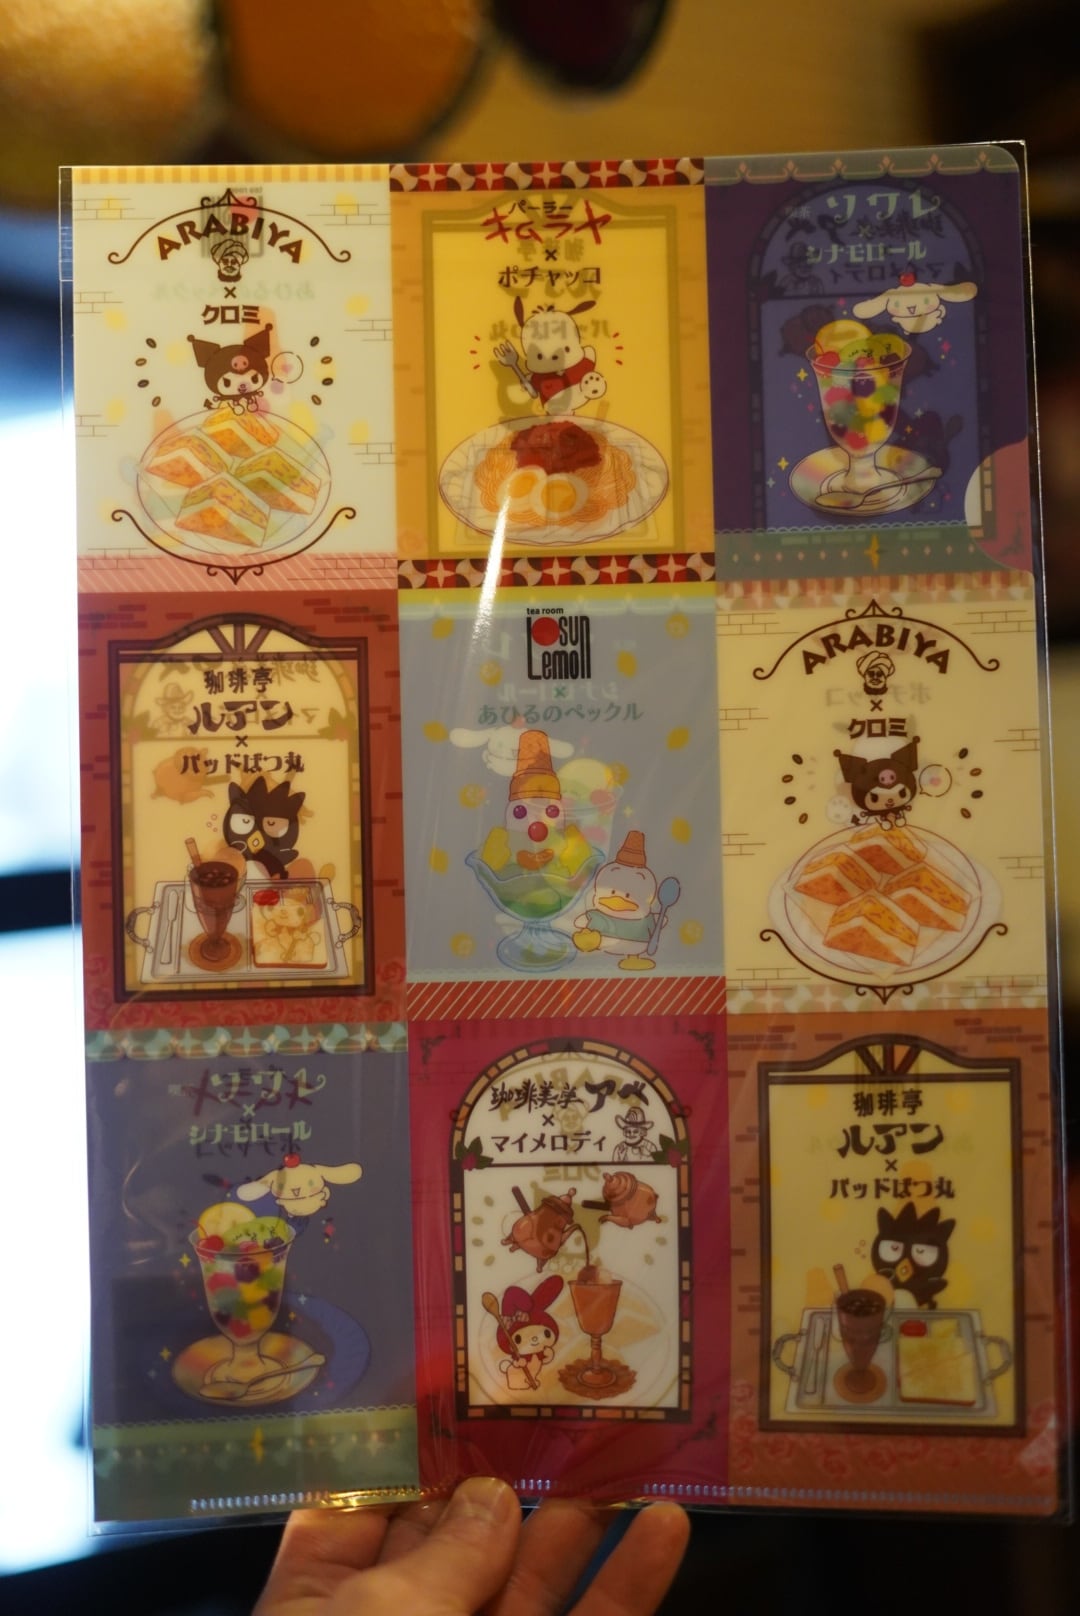 ARABIYA
×
クロミ
パーラー
キムラヤ
×
ポチャッコ
ソワレ
×
シナモロール
珈琲亭
ルアン
×
バッドばつ丸
tea room
Losun
Lemon
×
あひるのペックル
ARABIYA
×
クロミ
ソワレ
×
シナモロール
珈琲美学アベ
×
マイメロディ
珈琲亭
ルアン
×
バッドばつ丸